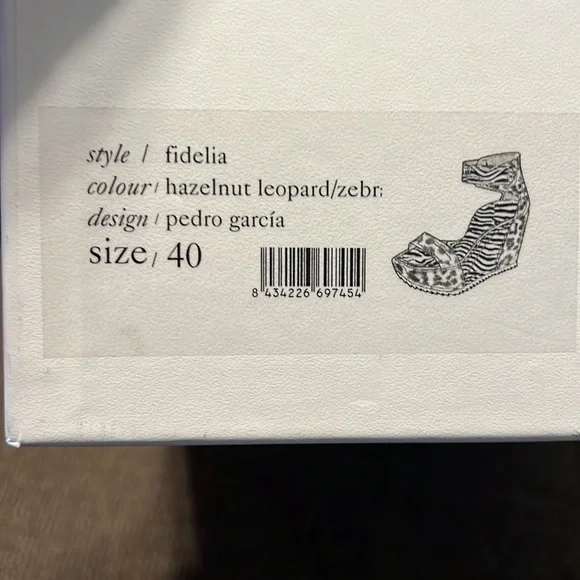 style / fidelia
colour / hazelnut leopard/zebr
design / pedro garcía
size / 40
8 434226 697454